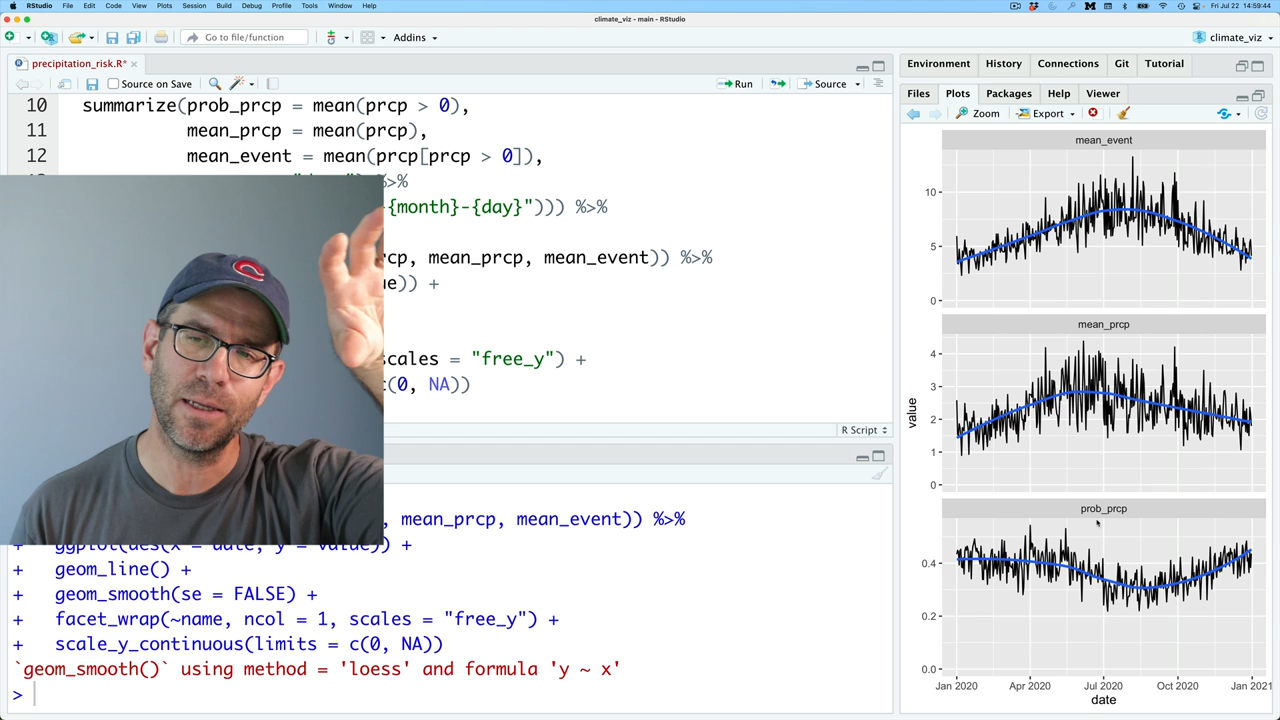 RStudio File Edit Code View Plots Session Build Debug Profile Tools Window Help
Fri Jul 22 14:59:44
climate_viz - main - RStudio
Go to file/function
Addins
climate_viz
precipitation_risk.R*
Source on Save
Run
Source
10 summarize(prob_prcp = mean(prcp > 0),
11 mean_prcp = mean(prcp),
12 mean_event = mean(prcp[prcp > 0]),
%>%
{month}-{day}"))) %>%
cp, mean_prcp, mean_event)) %>%
e)) +
scales = "free_y") +
c(0, NA))
R Script
mean_prcp, mean_event)) %>%
+ ggplot(aes(x = date, y = value)) +
+ geom_line() +
+ geom_smooth(se = FALSE) +
+ facet_wrap(~name, ncol = 1, scales = "free_y") +
+ scale_y_continuous(limits = c(0, NA))
`geom_smooth()` using method = 'loess' and formula 'y ~ x'
>
Environment History Connections Git Tutorial
Files Plots Packages Help Viewer
Zoom Export
mean_event
10
5
0
mean_prcp
4
3
2
1
0
value
prob_prcp
0.4
0.2
0.0
Jan 2020 Apr 2020 Jul 2020 Oct 2020 Jan 2021
date